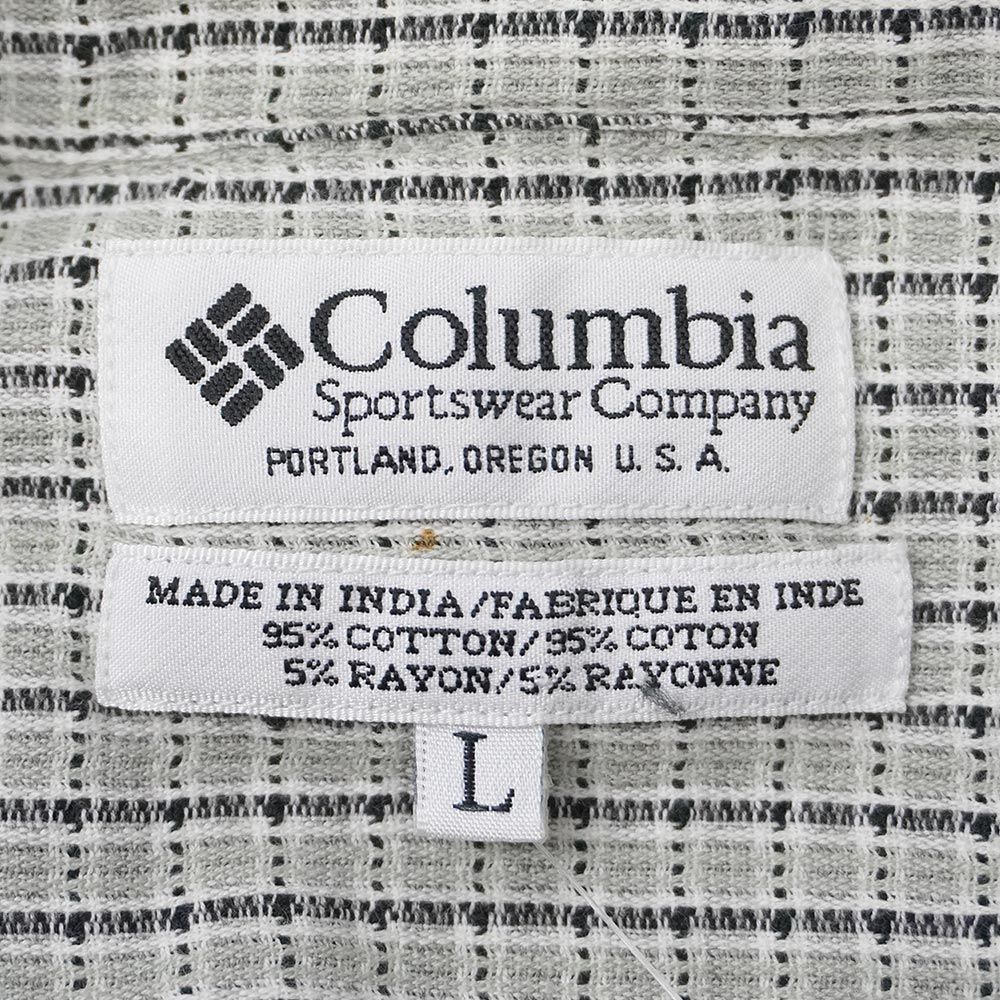 Columbia
Sportswear Company
PORTLAND, OREGON U.S.A.
MADE IN INDIA/FABRIQUE EN INDE
95% COTTON/95% COTON
5% RAYON/5% RAYONNE
L